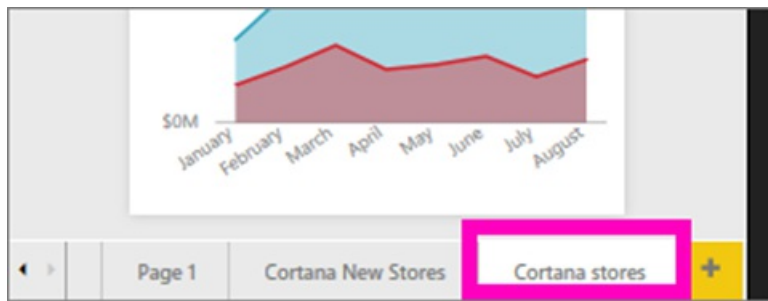 $0M
January February March April May June July August
Page 1 Cortana New Stores Cortana stores +